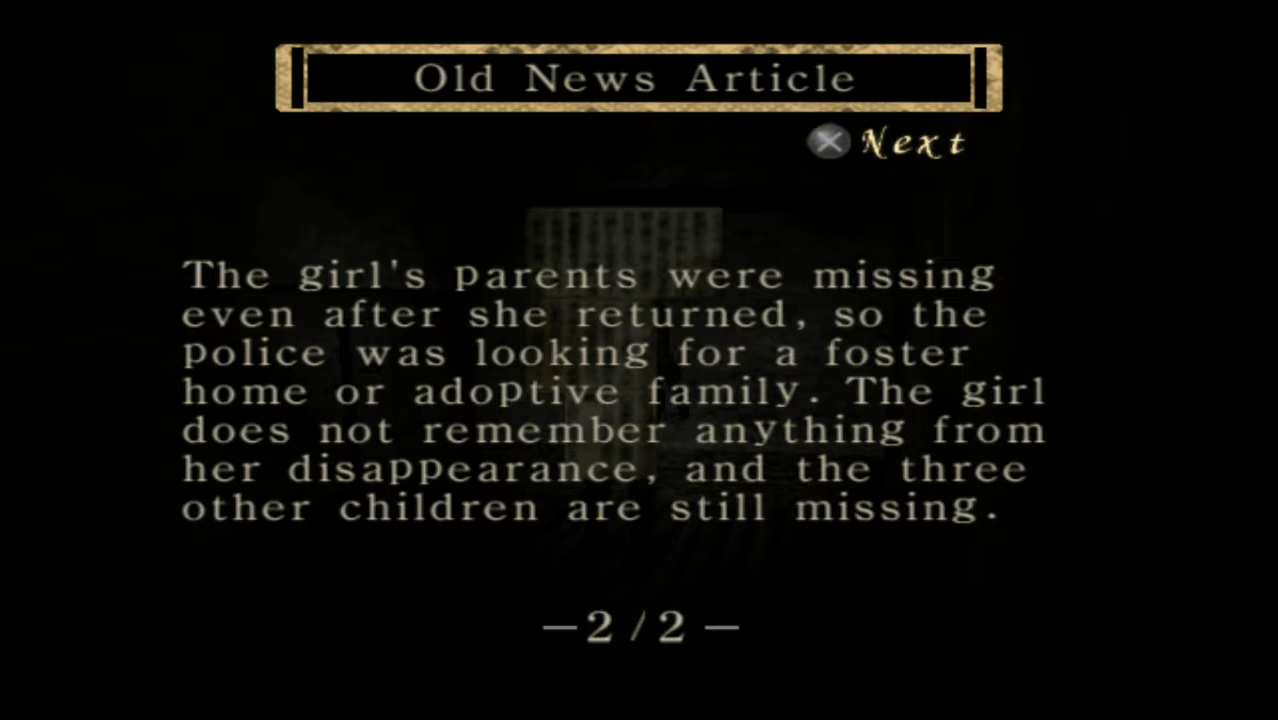 Old News Article
Next
The girl's parents were missing
even after she returned, so the
police was looking for a foster
home or adoptive family. The girl
does not remember anything from
her disappearance, and the three
other children are still missing.
—2/2—